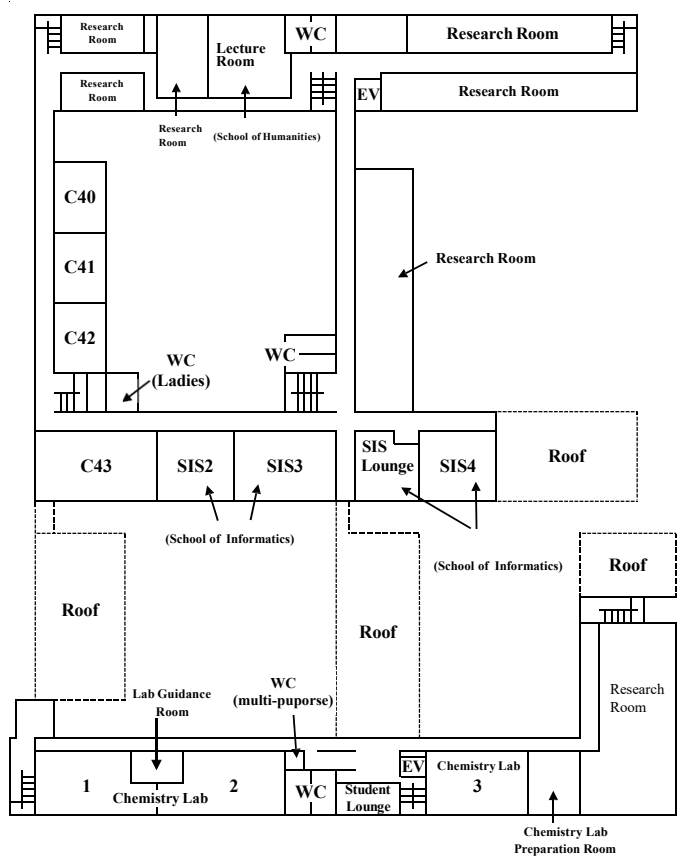 Research
Room
Lecture
Room
WC
Research Room
Research
Room
EV
Research Room
Research
Room
(School of Humanities)
C40
C41
C42
Research Room
WC
WC
(Ladies)
C43
SIS2
SIS3
SIS
Lounge
SIS4
Roof
(School of Informatics)
(School of Informatics)
Roof
Roof
Roof
Research
Room
Lab Guidance
Room
WC
(multi-puporse)
1
2
Chemistry Lab
WC
Student
Lounge
EV
Chemistry Lab
3
Chemistry Lab
Preparation Room